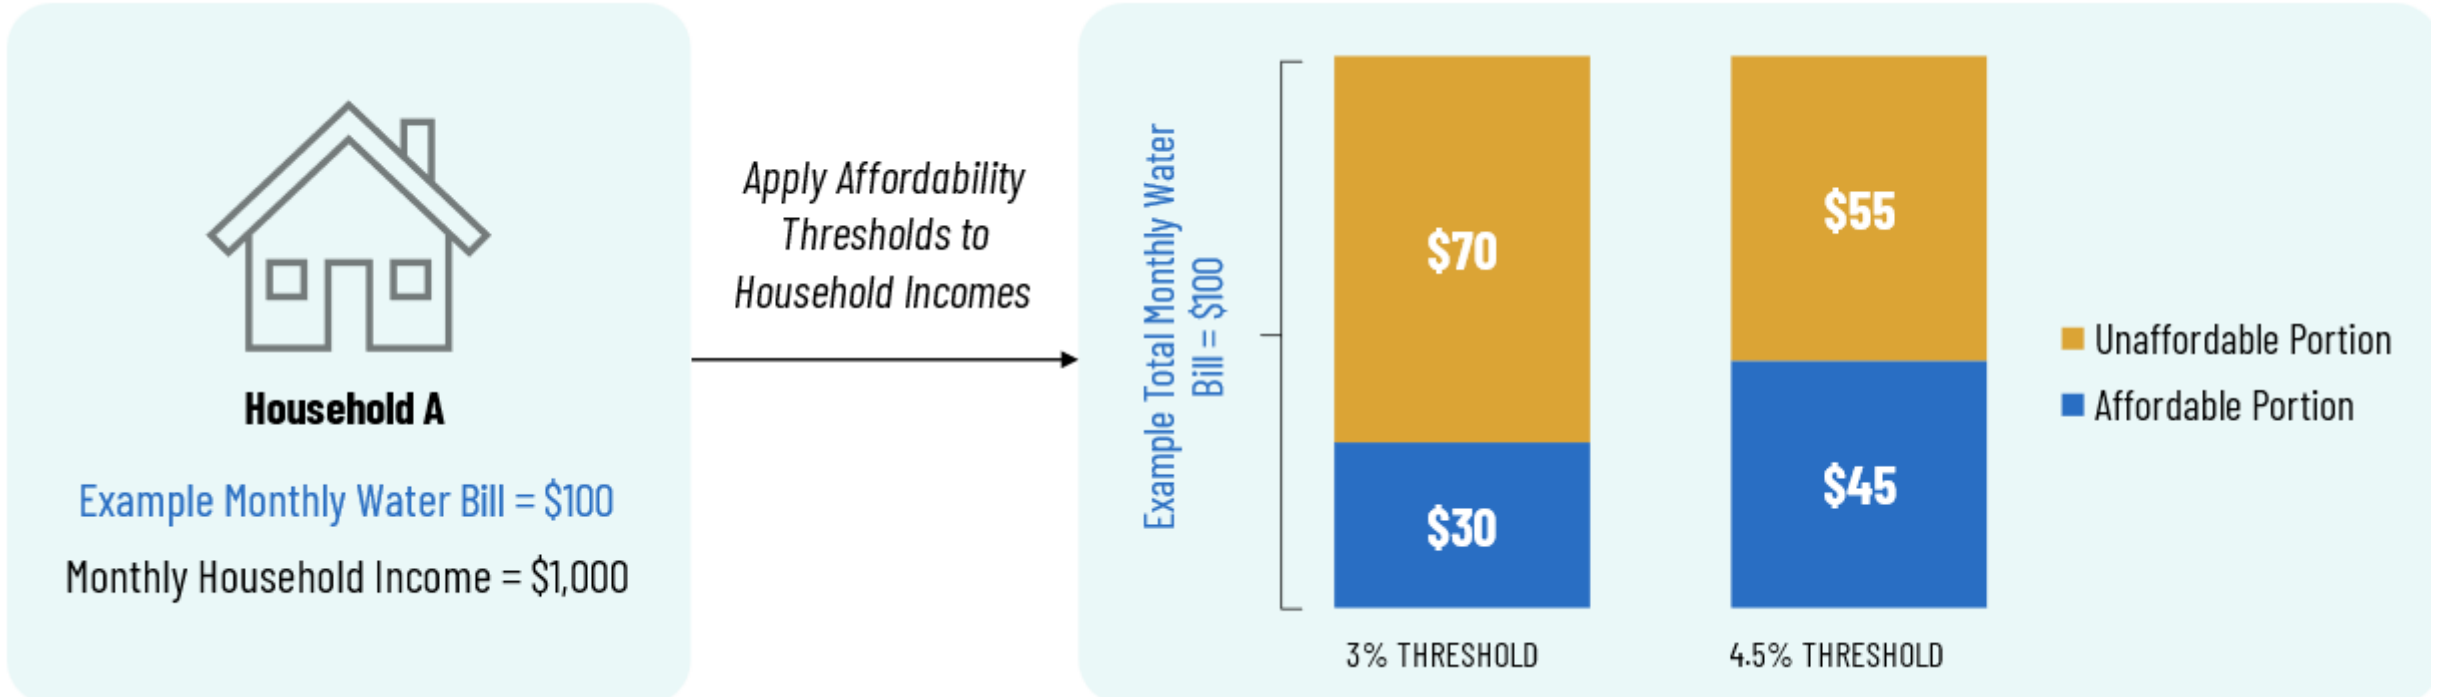 Household A
Example Monthly Water Bill = $100
Monthly Household Income = $1,000
Apply Affordability
Thresholds to
Household Incomes
Example Total Monthly Water
Bill = $100
$70
$30
3% THRESHOLD
$55
$45
4.5% THRESHOLD
Unaffordable Portion
Affordable Portion